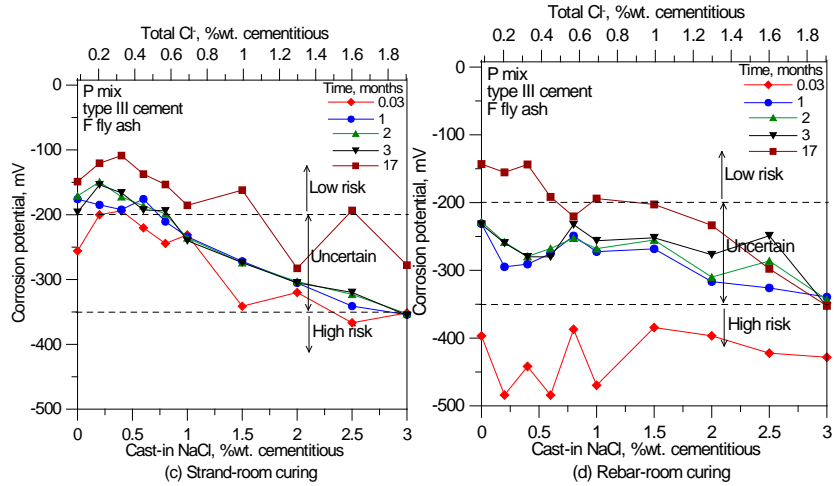 Total Cl-, %wt. cementitious
0.2 0.4 0.6 0.8 1 1.2 1.4 1.6 1.8
0
-100
-200
-300
-400
-500
Corrosion potential, mV
P mix
type III cement
F fly ash
Time, months
0.03
1
2
3
17
Low risk
Uncertain
High risk
0 0.5 1 1.5 2 2.5 3
Cast-in NaCl, %wt. cementitious
(c) Strand-room curing
Total Cl-, %wt. cementitious
0.2 0.4 0.6 0.8 1 1.2 1.4 1.6 1.8
0
-100
-200
-300
-400
-500
Corrosion potential, mV
P mix
type III cement
F fly ash
Time, months
0.03
1
2
3
17
Low risk
Uncertain
High risk
0 0.5 1 1.5 2 2.5 3
Cast-in NaCl, %wt. cementitious
(d) Rebar-room curing